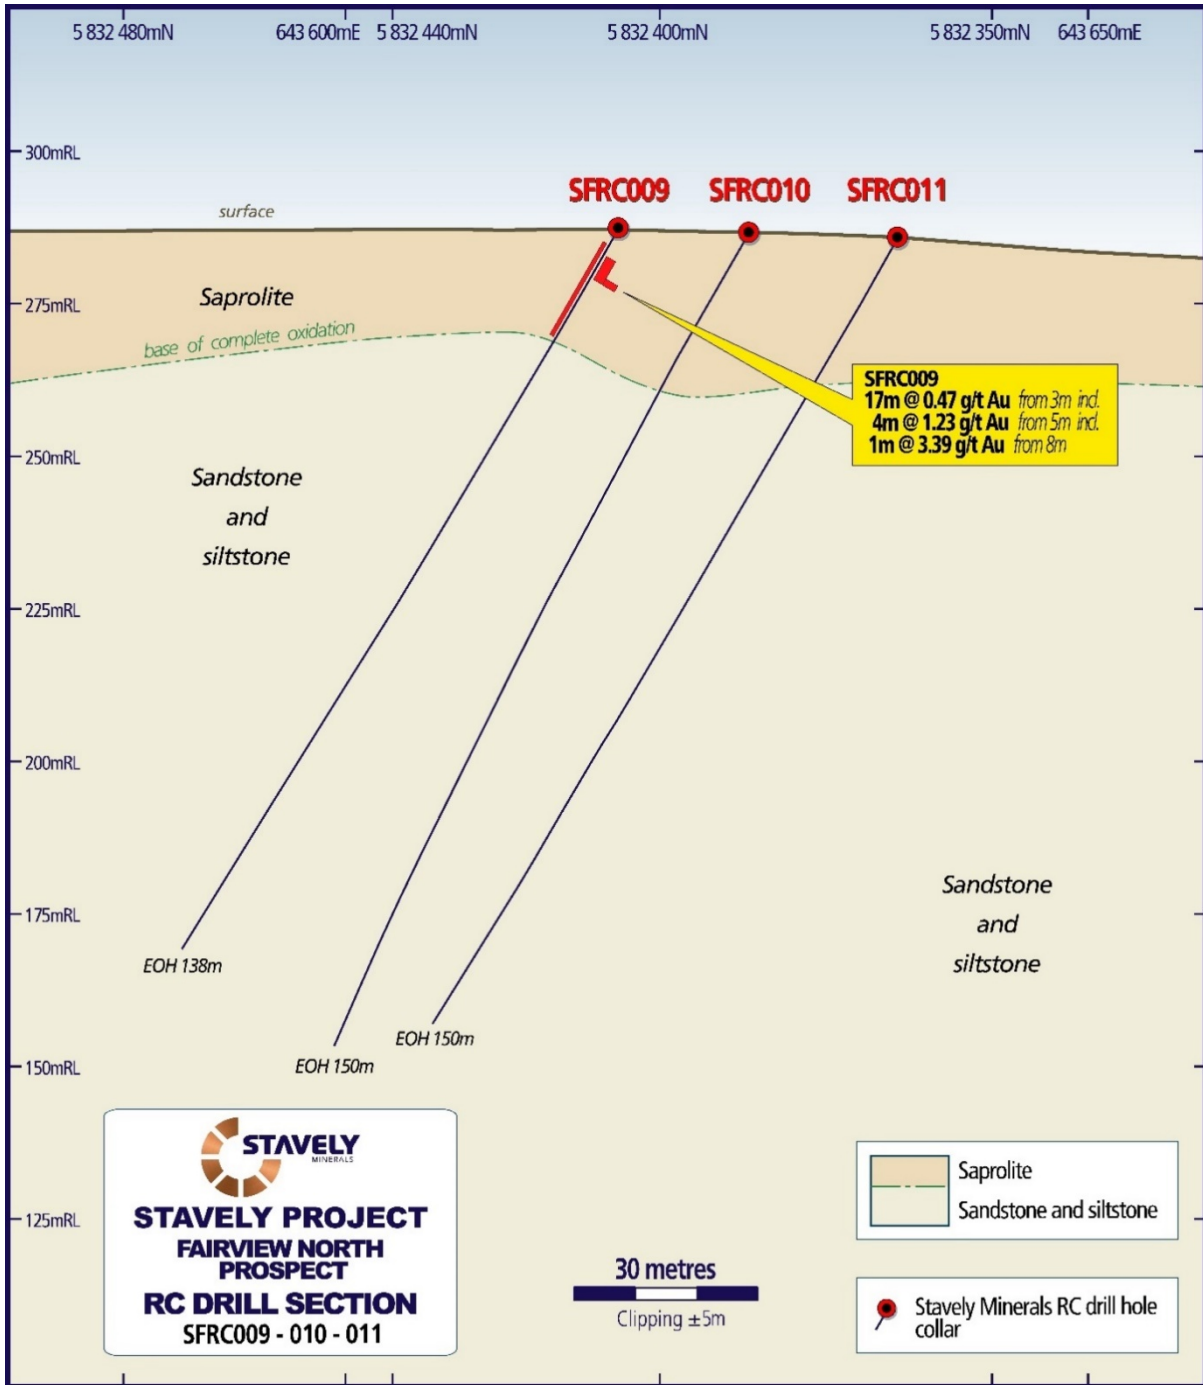 5 832 480mN 643 600mE 5 832 440mN 5 832 400mN 5 832 350mN 643 650mE
300mRL
SFRC009 SFRC010 SFRC011
surface
275mRL
Saprolite
base of complete oxidation
SFRC009
17m @ 0.47 g/t Au from 3m incl.
4m @ 1.23 g/t Au from 5m incl.
1m @ 3.39 g/t Au from 8m
250mRL
Sandstone
and
siltstone
225mRL
200mRL
175mRL
Sandstone
and
siltstone
EOH 138m
EOH 150m
EOH 150m
150mRL
125mRL
STAVELY
MINERALS
STAVELY PROJECT
FAIRVIEW NORTH
PROSPECT
RC DRILL SECTION
SFRC009 - 010 - 011
30 metres
Clipping ±5m
Saprolite
Sandstone and siltstone
Stavely Minerals RC drill hole
collar